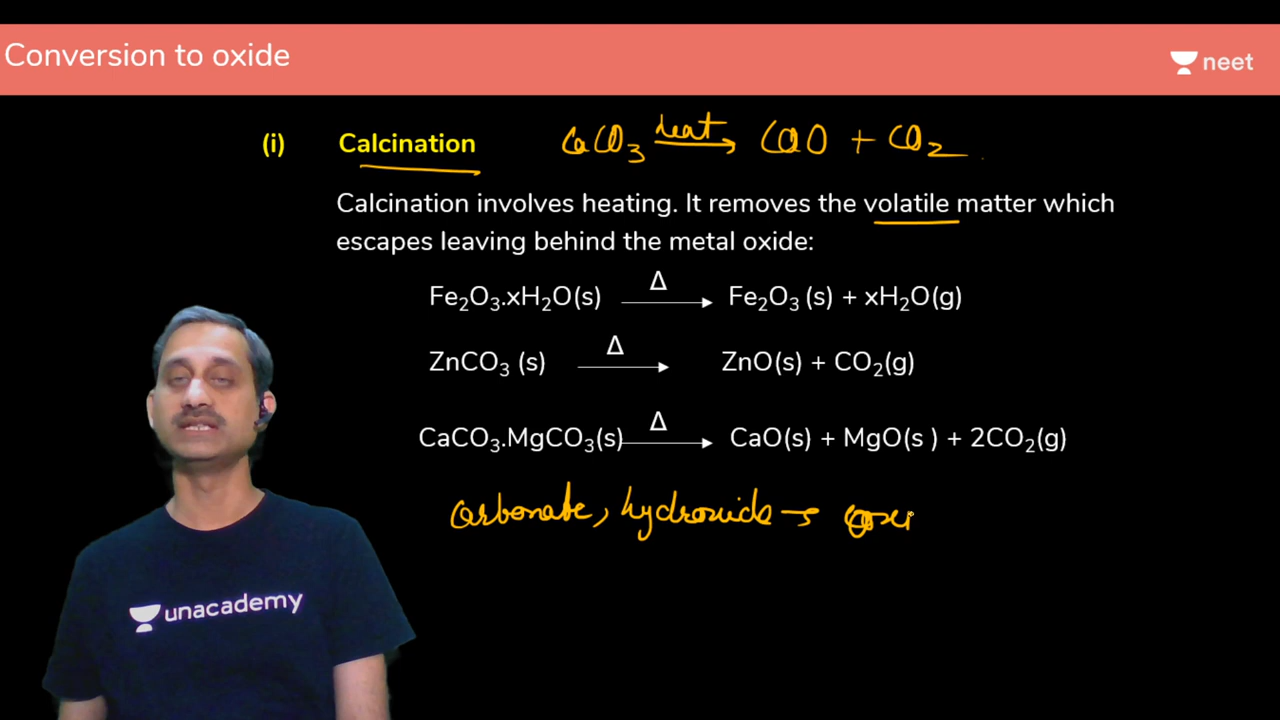 Conversion to oxide
neet
(i) Calcination CaCO₃ heat → CaO + CO₂
Calcination involves heating. It removes the volatile matter which
escapes leaving behind the metal oxide:
Fe₂O₃.xH₂O(s) Δ → Fe₂O₃ (s) + xH₂O(g)
ZnCO₃ (s) Δ → ZnO(s) + CO₂(g)
CaCO₃.MgCO₃(s) Δ → CaO(s) + MgO(s ) + 2CO₂(g)
carbonate, hydroxide →
unacademy